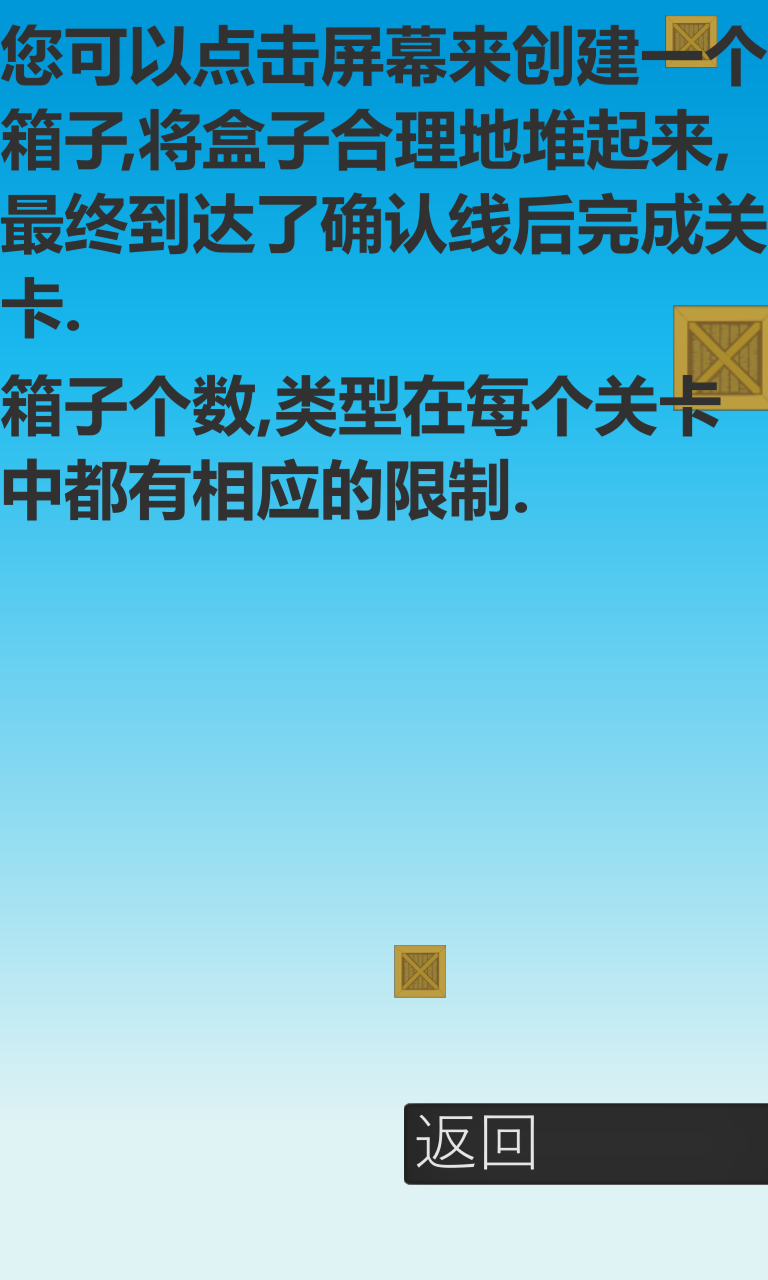 您可以点击屏幕来创建一个
箱子,将盒子合理地堆起来,
最终到达了确认线后完成关
卡.
箱子个数,类型在每个关卡
中都有相应的限制.
返回